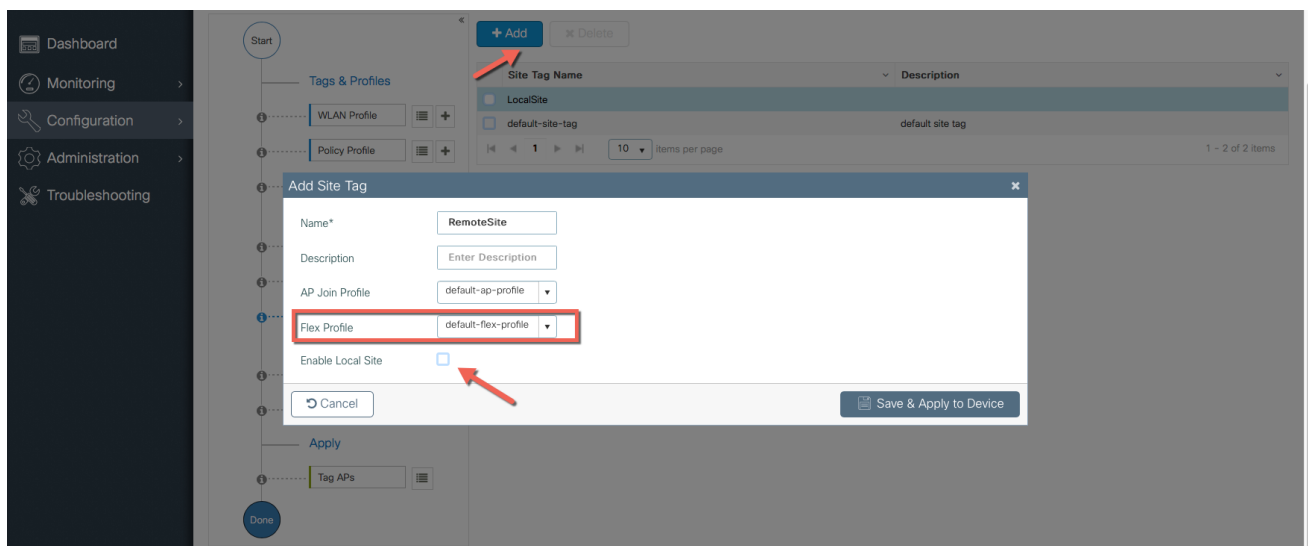 Dashboard
Monitoring
Configuration
Administration
Troubleshooting
Start
Tags & Profiles
WLAN Profile
Policy Profile
Apply
Tag APs
Done
+ Add
× Delete
Site Tag Name
Description
LocalSite
default-site-tag
default site tag
1
10
items per page
1 - 2 of 2 items
Add Site Tag
Name*
RemoteSite
Description
Enter Description
AP Join Profile
default-ap-profile
Flex Profile
default-flex-profile
Enable Local Site
Cancel
Save & Apply to Device